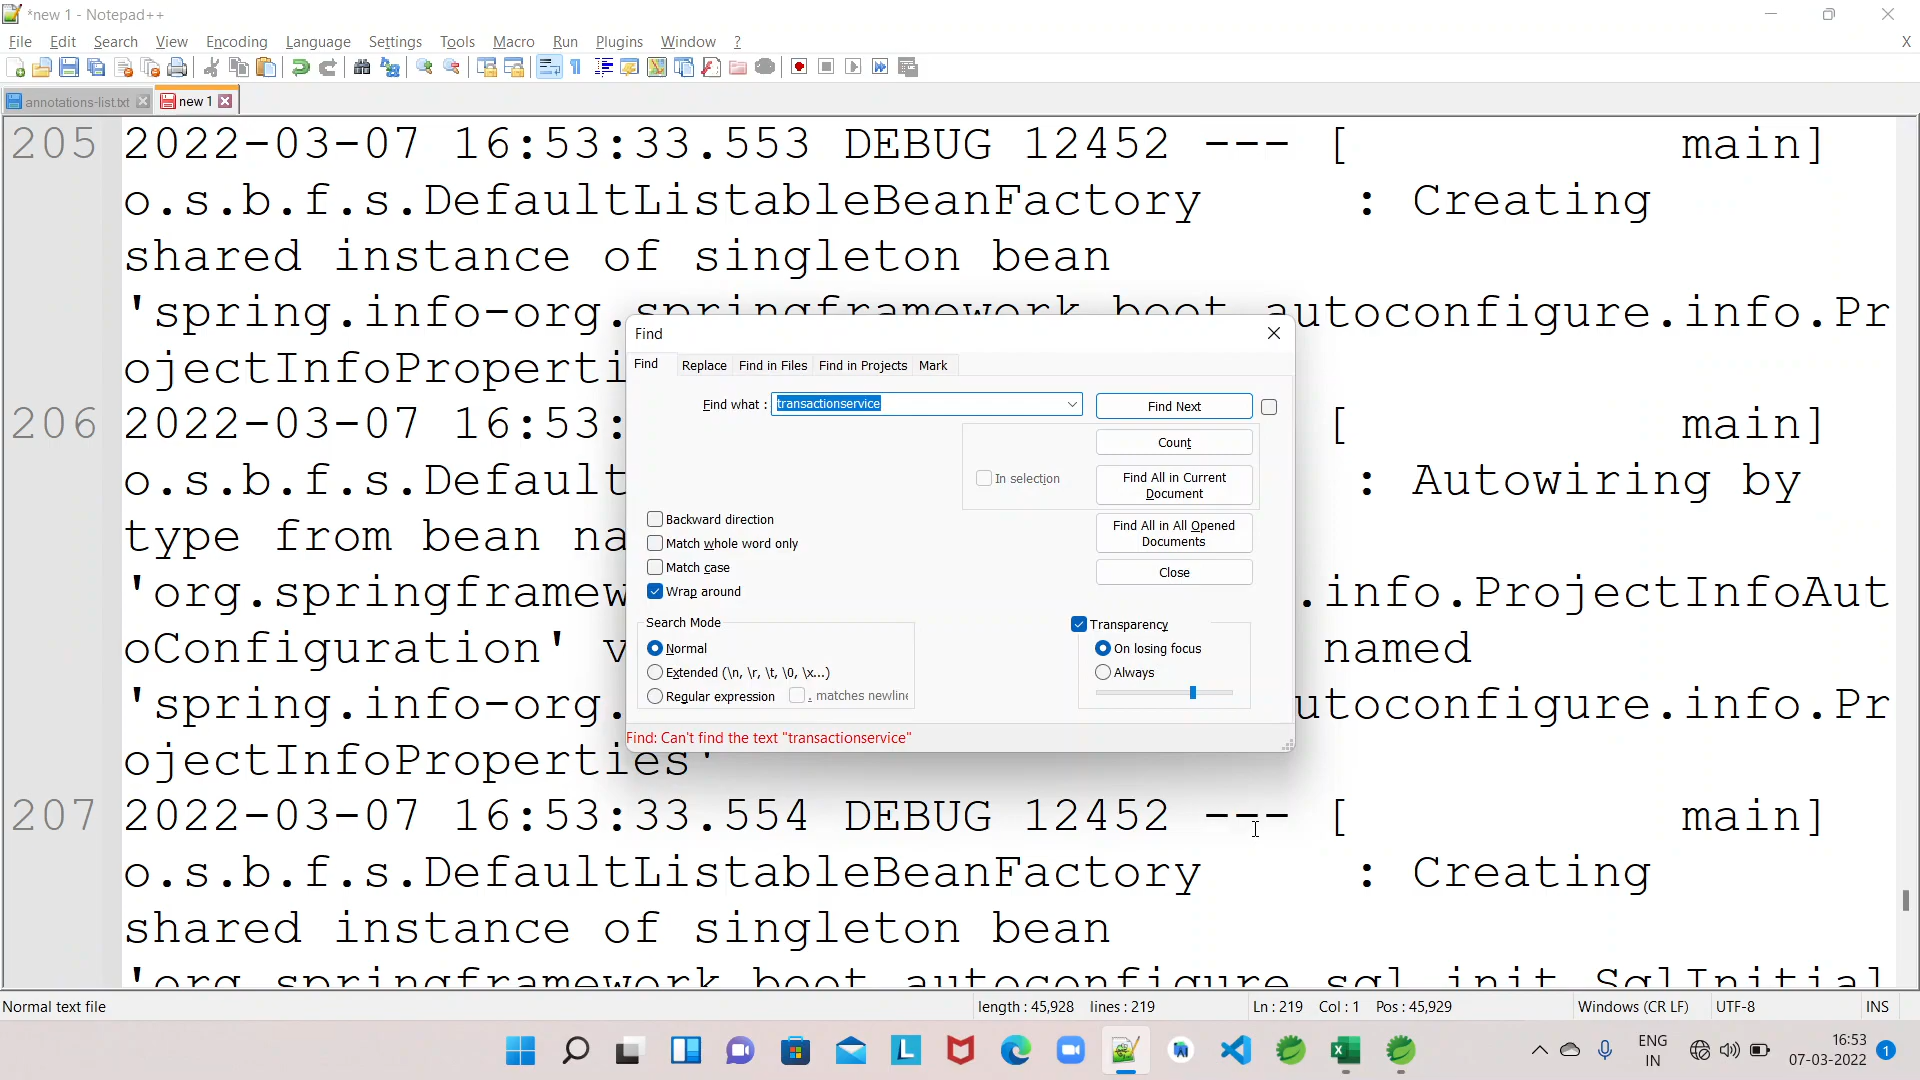 *new 1 - Notepad++
File Edit Search View Encoding Language Settings Tools Macro Run Plugins Window ? X
annotations-list.txt new 1
205 2022-03-07 16:53:33.553 DEBUG 12452 --- [ main]
o.s.b.f.s.DefaultListableBeanFactory : Creating
shared instance of singleton bean
'spring.info-org.springframework.boot.autoconfigure.info.Pr
ojectInfoProperti
206 2022-03-07 16:53: [ main]
o.s.b.f.s.Default : Autowiring by
type from bean na
'org.springframew .info.ProjectInfoAut
oConfiguration' v named
'spring.info-org. utoconfigure.info.Pr
ojectInfoProperties'
207 2022-03-07 16:53:33.554 DEBUG 12452 --- [ main]
o.s.b.f.s.DefaultListableBeanFactory : Creating
shared instance of singleton bean
'org.springframework.boot.autoconfigure.sql.init.SqlInitial
Find
Find Replace Find in Files Find in Projects Mark
Find what : transactionservice Find Next
Count
In selection Find All in Current
Document
Backward direction Find All in All Opened
Documents
Match whole word only
Match case Close
Wrap around
Search Mode Transparency
Normal On losing focus
Extended (\n, \r, \t, \0, \x...) Always
Regular expression . matches newline
Find: Can't find the text "transactionservice"
Normal text file length : 45,928 lines : 219 Ln : 219 Col : 1 Pos : 45,929 Windows (CR LF) UTF-8 INS
ENG
IN
16:53
07-03-2022
1